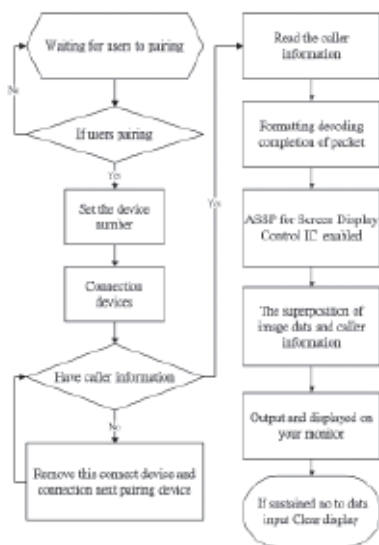 Waiting for users to pairing
No
If users pairing
Yes
Set the device
number
Connection
devices
Have caller information
No
Remove this connect device and
connection next pairing device
Yes
Read the caller
information
Formatting decoding
completion of packet
ASSP for Screen Display
Control IC enabled
The superposition of
image data and caller
information
Output and displayed on
your monitor
If sustained no to data
input Clear display